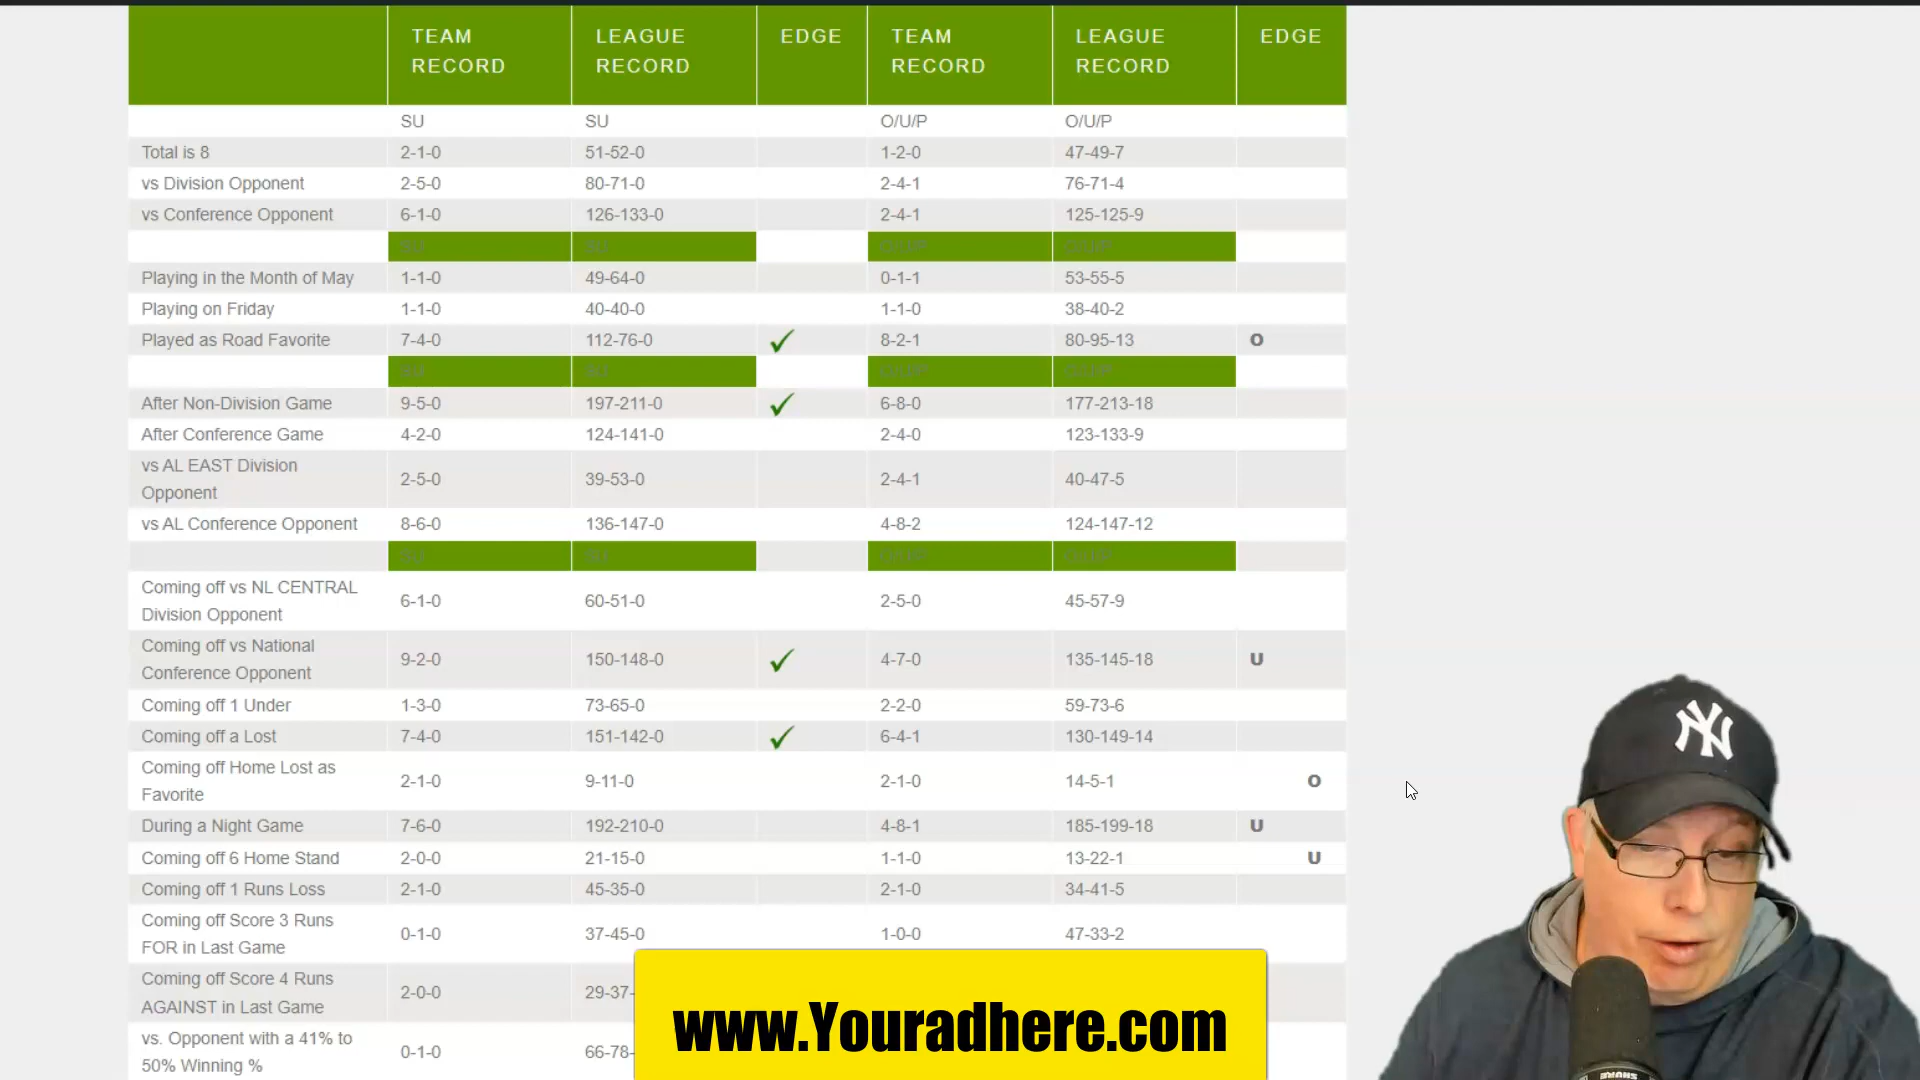 TEAM RECORD LEAGUE RECORD EDGE TEAM RECORD LEAGUE RECORD EDGE
SU SU O/U/P O/U/P
Total is 8 2-1-0 51-52-0 1-2-0 47-49-7
vs Division Opponent 2-5-0 80-71-0 2-4-1 76-71-4
vs Conference Opponent 6-1-0 126-133-0 2-4-1 125-125-9
SU SU O/U/P O/U/P
Playing in the Month of May 1-1-0 49-64-0 0-1-1 53-55-5
Playing on Friday 1-1-0 40-40-0 1-1-0 38-40-2
Played as Road Favorite 7-4-0 112-76-0 8-2-1 80-95-13 O
SU SU O/U/P O/U/P
After Non-Division Game 9-5-0 197-211-0 6-8-0 177-213-18
After Conference Game 4-2-0 124-141-0 2-4-0 123-133-9
vs AL EAST Division Opponent 2-5-0 39-53-0 2-4-1 40-47-5
vs AL Conference Opponent 8-6-0 136-147-0 4-8-2 124-147-12
SU SU O/U/P O/U/P
Coming off vs NL CENTRAL Division Opponent 6-1-0 60-51-0 2-5-0 45-57-9
Coming off vs National Conference Opponent 9-2-0 150-148-0 4-7-0 135-145-18 U
Coming off 1 Under 1-3-0 73-65-0 2-2-0 59-73-6
Coming off a Lost 7-4-0 151-142-0 6-4-1 130-149-14
Coming off Home Lost as Favorite 2-1-0 9-11-0 2-1-0 14-5-1 O
During a Night Game 7-6-0 192-210-0 4-8-1 185-199-18 U
Coming off 6 Home Stand 2-0-0 21-15-0 1-1-0 13-22-1 U
Coming off 1 Runs Loss 2-1-0 45-35-0 2-1-0 34-41-5
Coming off Score 3 Runs FOR in Last Game 0-1-0 37-45-0 1-0-0 47-33-2
Coming off Score 4 Runs AGAINST in Last Game 2-0-0 29-37-
vs. Opponent with a 41% to 50% Winning % 0-1-0 66-78-
www.Youradhere.com
NY
SHURE